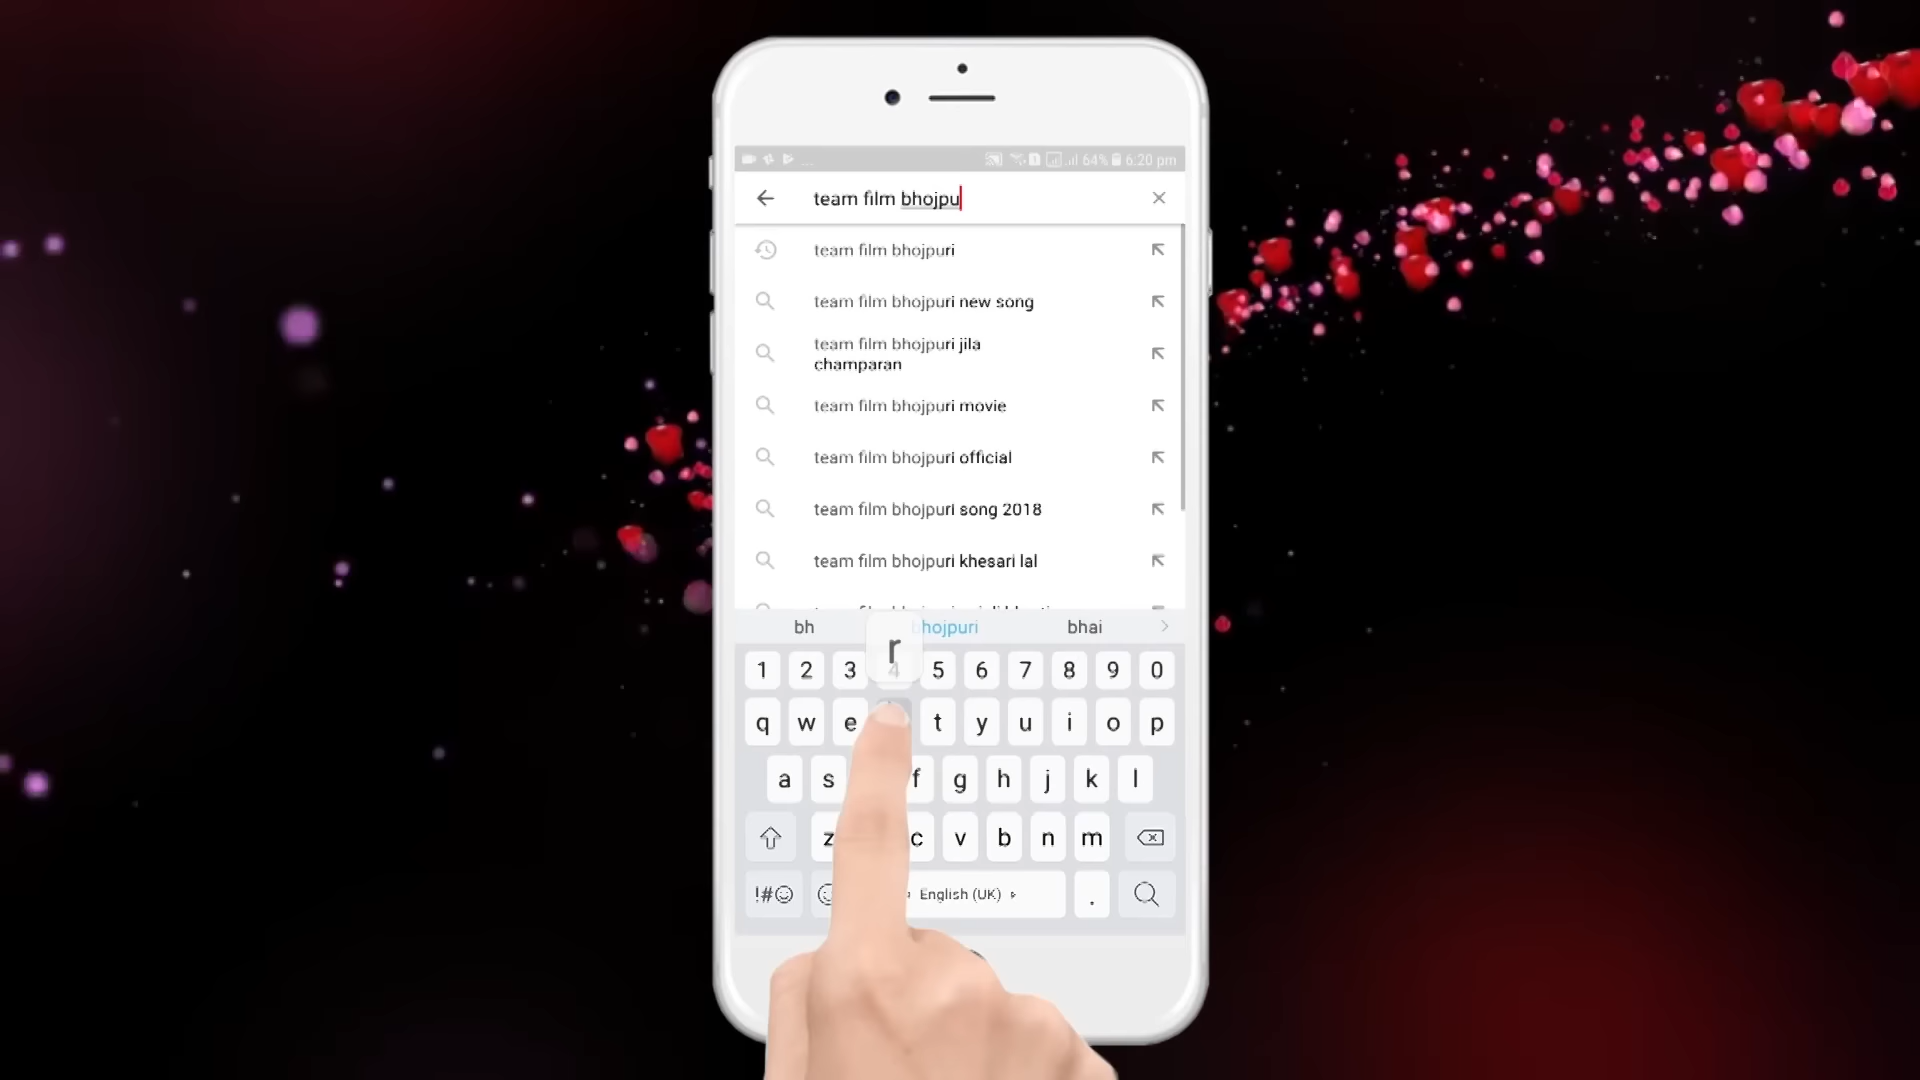 64% 6:20 pm
team film bhojpu
team film bhojpuri
team film bhojpuri new song
team film bhojpuri jila
champaran
team film bhojpuri movie
team film bhojpuri official
team film bhojpuri song 2018
team film bhojpuri khesari lal
bh bhojpuri bhai
r
1 2 3 4 5 6 7 8 9 0
q w e t y u i o p
a s f g h j k l
z c v b n m
!#☺ English (UK) .